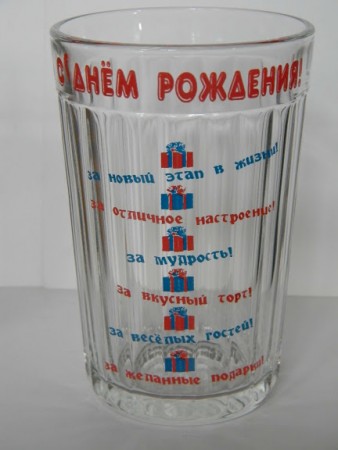 С ДНЁМ РОЖДЕНИЯ!
за новый этап в жизни!
за отличное настроение!
за мудрость!
за вкусный торт!
за весёлых гостей!
за желанные подарки!